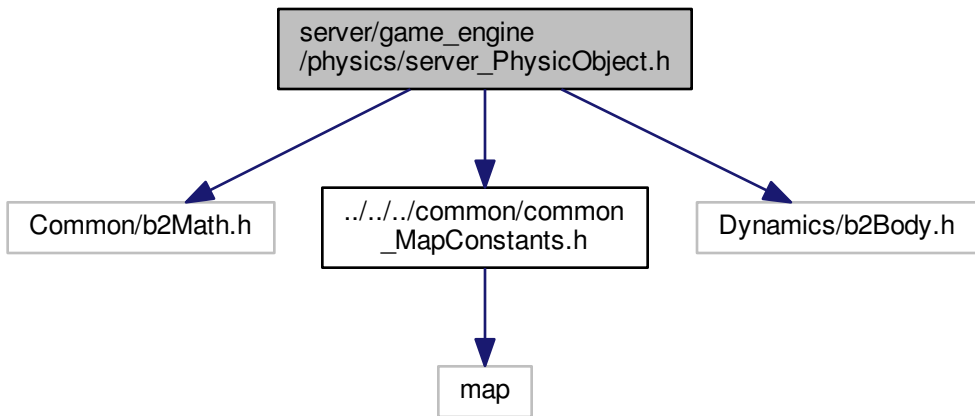 server/game_engine
/physics/server_PhysicObject.h
Common/b2Math.h
../../../common/common
_MapConstants.h
Dynamics/b2Body.h
map